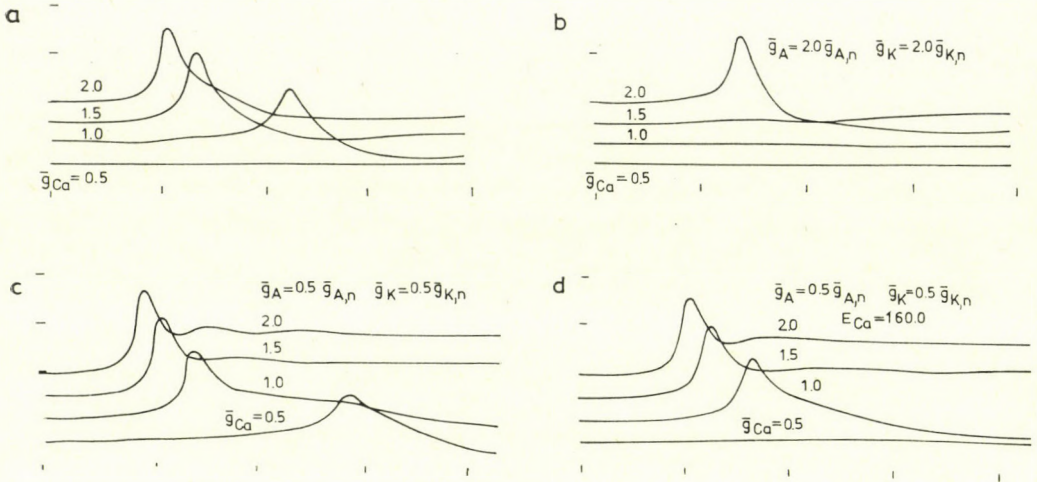 a
2.0
1.5
1.0
ḡCa = 0.5
b
ḡA = 2.0 ḡA,n ḡK = 2.0 ḡK,n
2.0
1.5
1.0
ḡCa = 0.5
c
ḡA = 0.5 ḡA,n ḡK = 0.5 ḡK,n
2.0
1.5
1.0
ḡCa = 0.5
d
ḡA = 0.5 ḡA,n ḡK = 0.5 ḡK,n
ECa = 160.0
2.0
1.5
1.0
ḡCa = 0.5